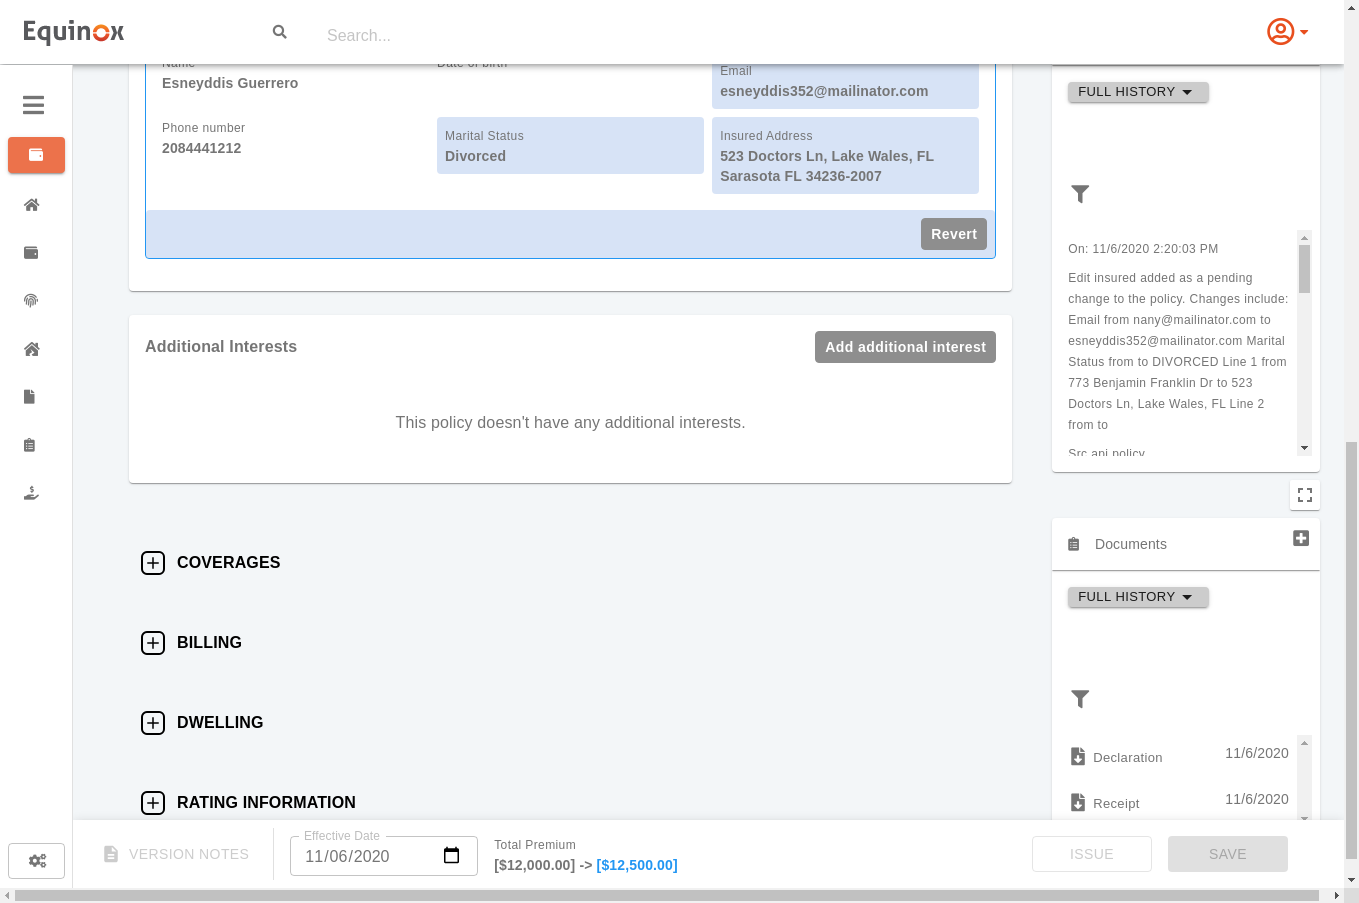 Equinox
Search...
Name
Date of birth
Email
Esneyddis Guerrero
esneyddis352@mailinator.com
Phone number
2084441212
Marital Status
Divorced
Insured Address
523 Doctors Ln, Lake Wales, FL
Sarasota FL 34236-2007
Revert
Additional Interests
Add additional interest
This policy doesn't have any additional interests.
COVERAGES
BILLING
DWELLING
RATING INFORMATION
FULL HISTORY
On: 11/6/2020 2:20:03 PM
Edit insured added as a pending
change to the policy. Changes include:
Email from nany@mailinator.com to
esneyddis352@mailinator.com Marital
Status from to DIVORCED Line 1 from
773 Benjamin Franklin Dr to 523
Doctors Ln, Lake Wales, FL Line 2
from to
Src api policy
Documents
FULL HISTORY
Declaration 11/6/2020
Receipt 11/6/2020
VERSION NOTES
Effective Date
11/06/2020
Total Premium
[$12,000.00] -> [$12,500.00]
ISSUE
SAVE